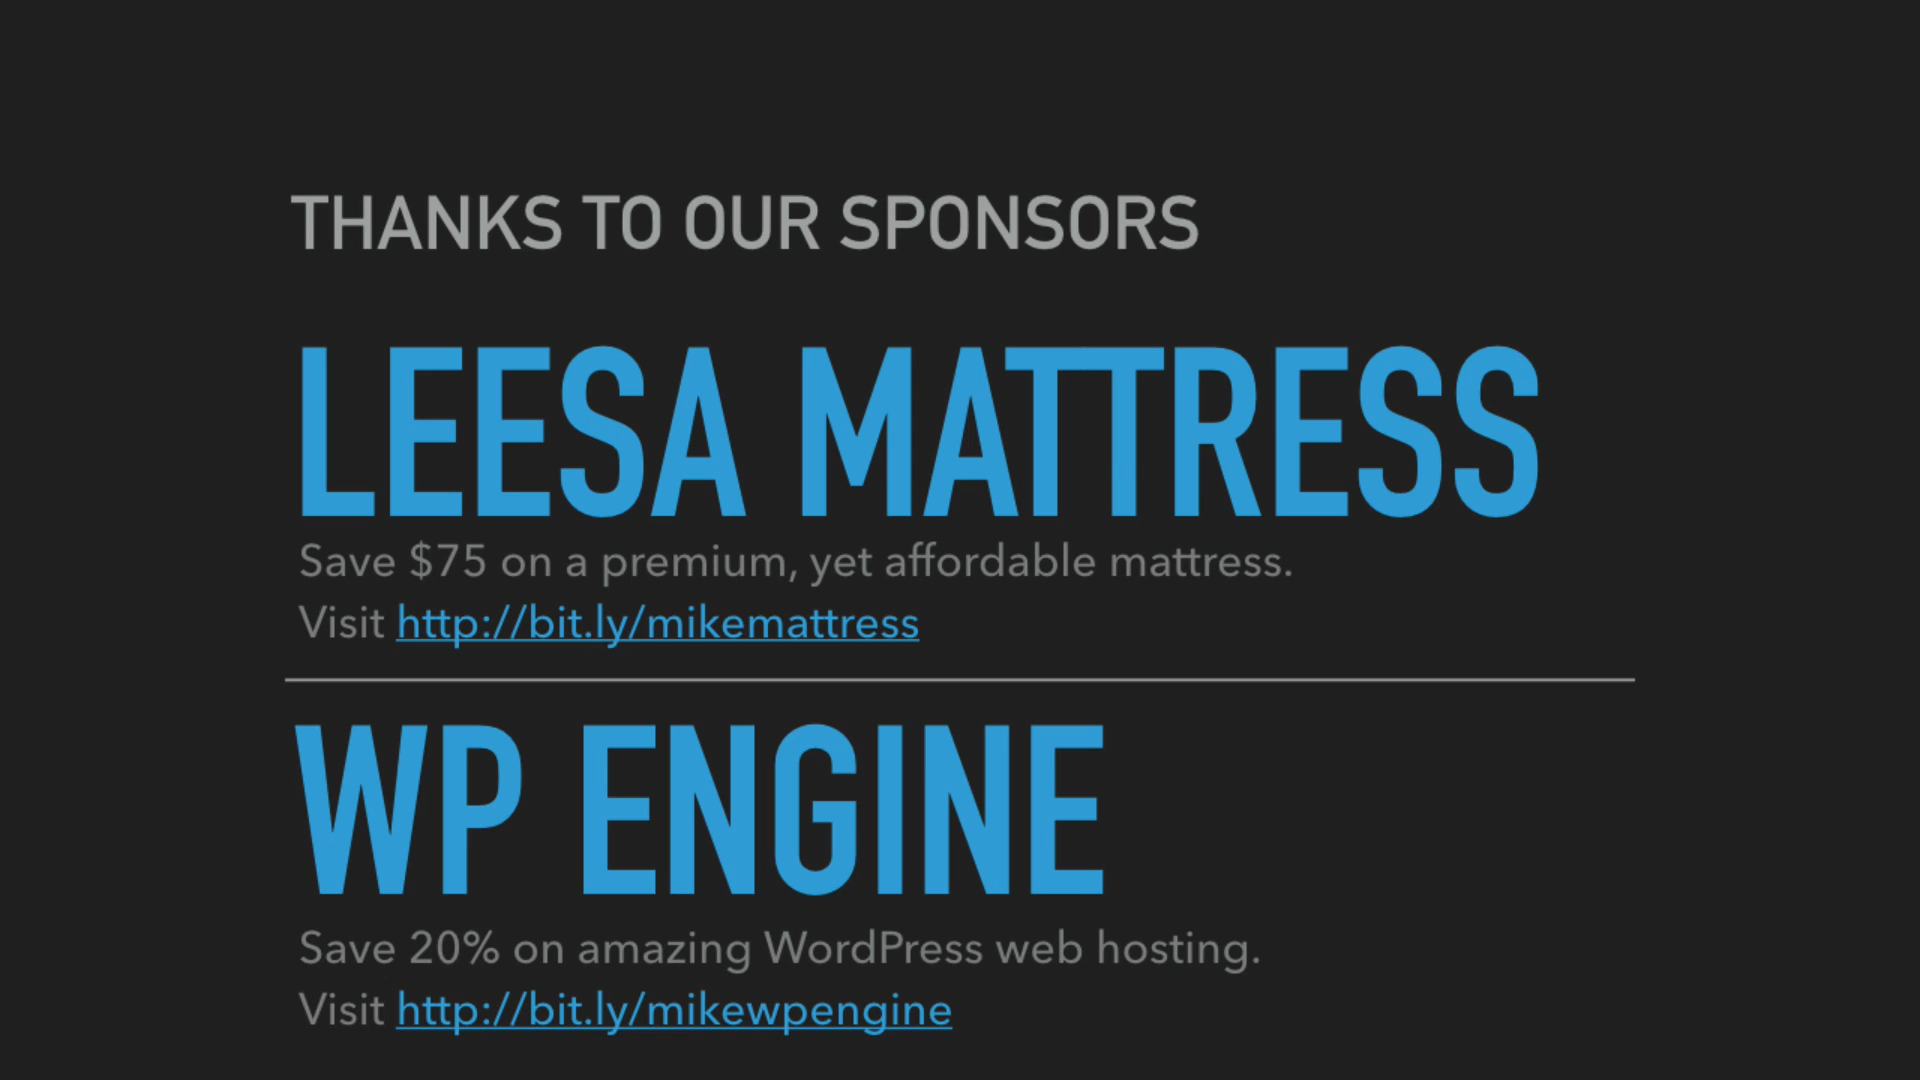 THANKS TO OUR SPONSORS
LEESA MATTRESS
Save $75 on a premium, yet affordable mattress.
Visit http://bit.ly/mikemattress
WP ENGINE
Save 20% on amazing WordPress web hosting.
Visit http://bit.ly/mikewpengine